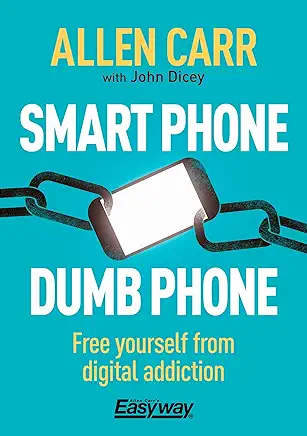 ALLEN CARR
with John Dicey
SMART PHONE
DUMB PHONE
Free yourself from
digital addiction
Allen Carr's
Easyway®